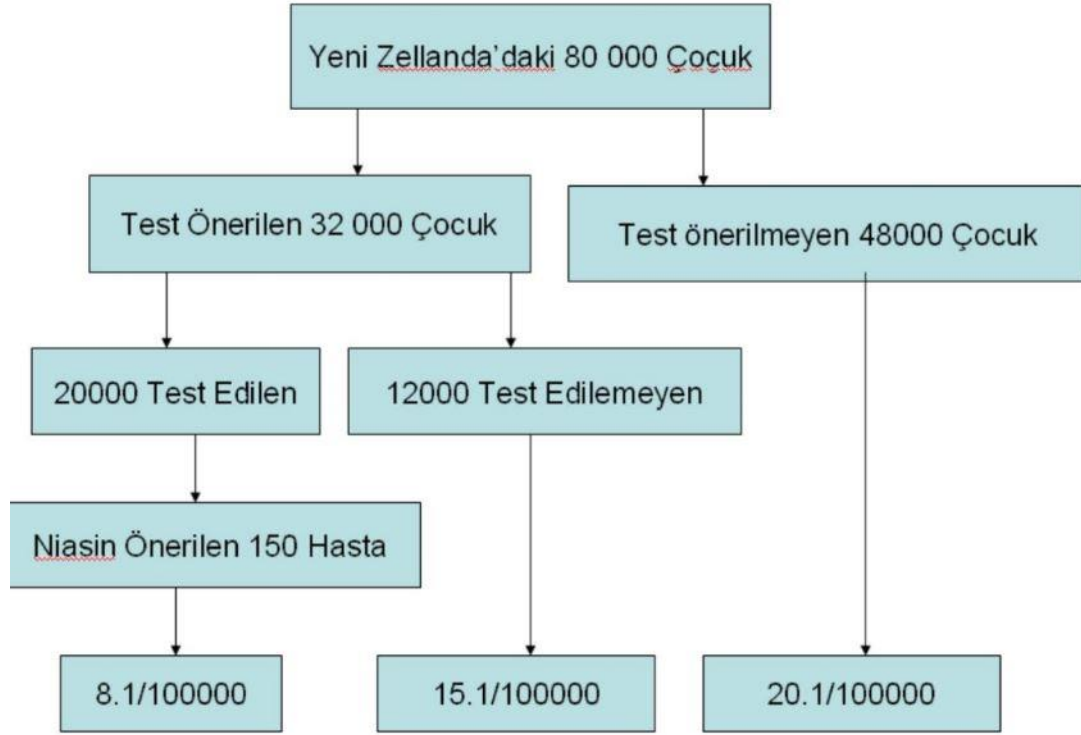 Yeni Zellanda'daki 80 000 Çoçuk
Test Önerilen 32 000 Çocuk
Test önerilmeyen 48000 Çocuk
20000 Test Edilen
12000 Test Edilemeyen
Niasin Önerilen 150 Hasta
8.1/100000
15.1/100000
20.1/100000